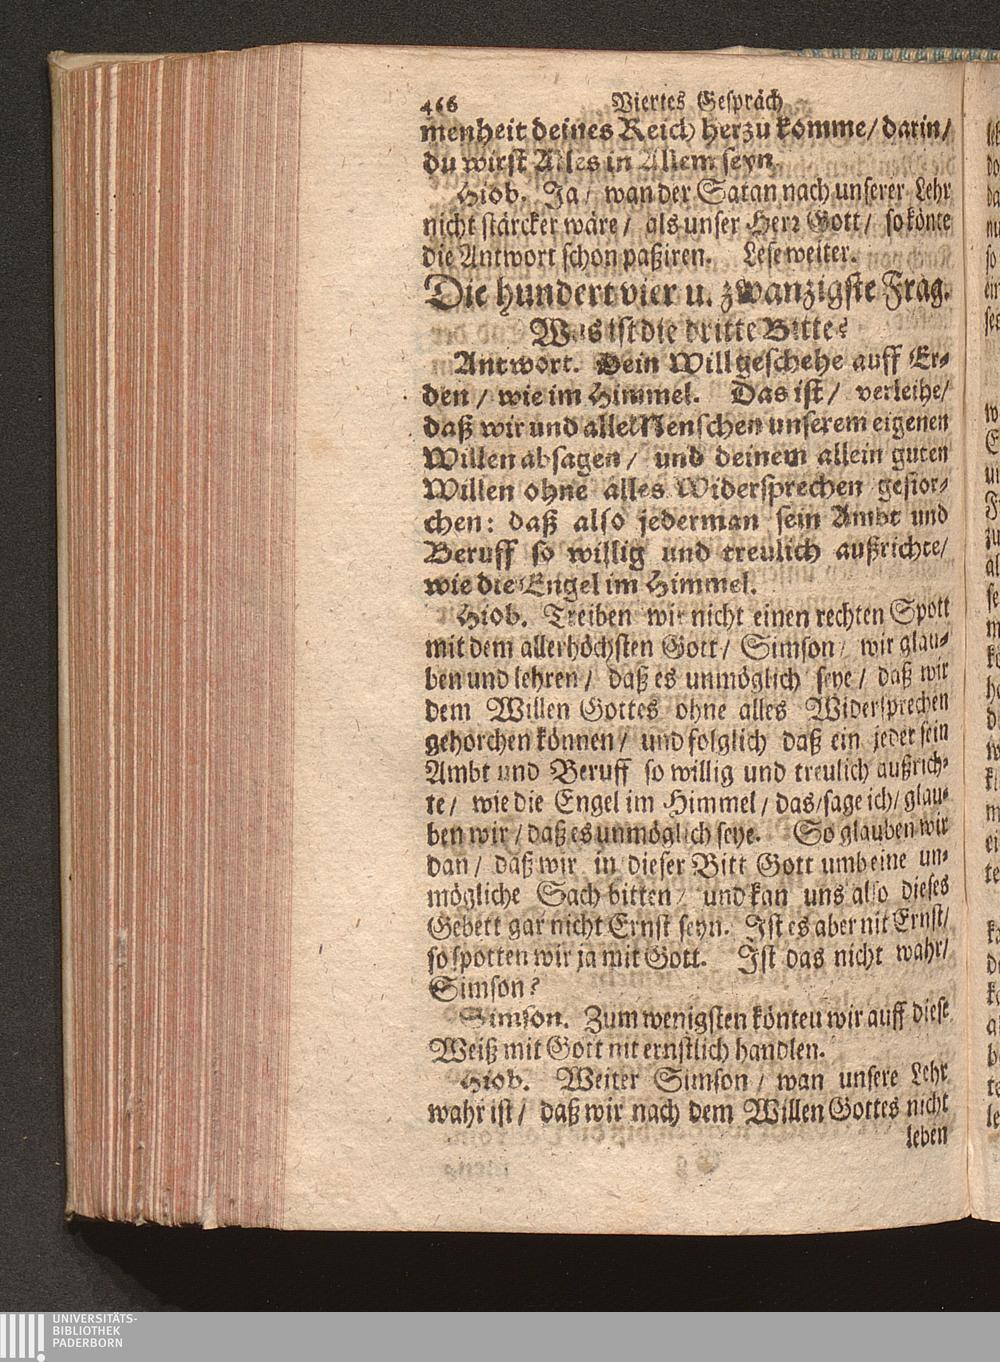 466 Viertes Gespräch
menheit deines Reich herzu komme/ darin/
du wirst Alles in Allem seyn.
Hiob. Ja/ wan der Satan nach unserer Lehr
nicht stärcker wäre/ als unser Herr Gott/ so könte
die Antwort schon paßiren. Lese weiter.
Die hundert vier u. zwanzigste Frag.
Was ist die dritte Bitte?
Antwort. Dein Will geschehe auff Er-
den/ wie im Himmel. Das ist/ verleihe/
daß wir und alle Menschen unserem eigenen
Willen absagen/ und deinem allein guten
Willen ohne alles Widersprechen gehor-
chen: daß also jederman sein Ambt und
Beruff so willig und treulich außrichte/
wie die Engel im Himmel.
Hiob. Treiben wir nicht einen rechten Spott
mit dem allerhöchsten Gott/ Simson/ wir glau-
ben und lehren/ daß es unmöglich seye/ daß wir
dem Willen Gottes ohne alles Widersprechen
gehorchen können/ und folglich daß ein jeder sein
Ambt und Beruff so willig und treulich außrich-
te/ wie die Engel im Himmel/ das/ sage ich/ glau-
ben wir/ daß es unmöglich seye. So glauben wir
dan/ daß wir in dieser Bitt Gott umb eine un-
mögliche Sach bitten/ und kan uns also dieses
Gebett gar nicht Ernst seyn. Ist es aber nit Ernst/
so spotten wir ja mit Gott. Ist das nicht wahr/
Simson?
Simson. Zum wenigsten könten wir auff diese
Weiß mit Gott nit ernstlich handlen.
Hiob. Weiter Simson/ wan unsere Lehr
wahr ist/ daß wir nach dem Willen Gottes nicht
leben
UNIVERSITÄTS-
BIBLIOTHEK
PADERBORN